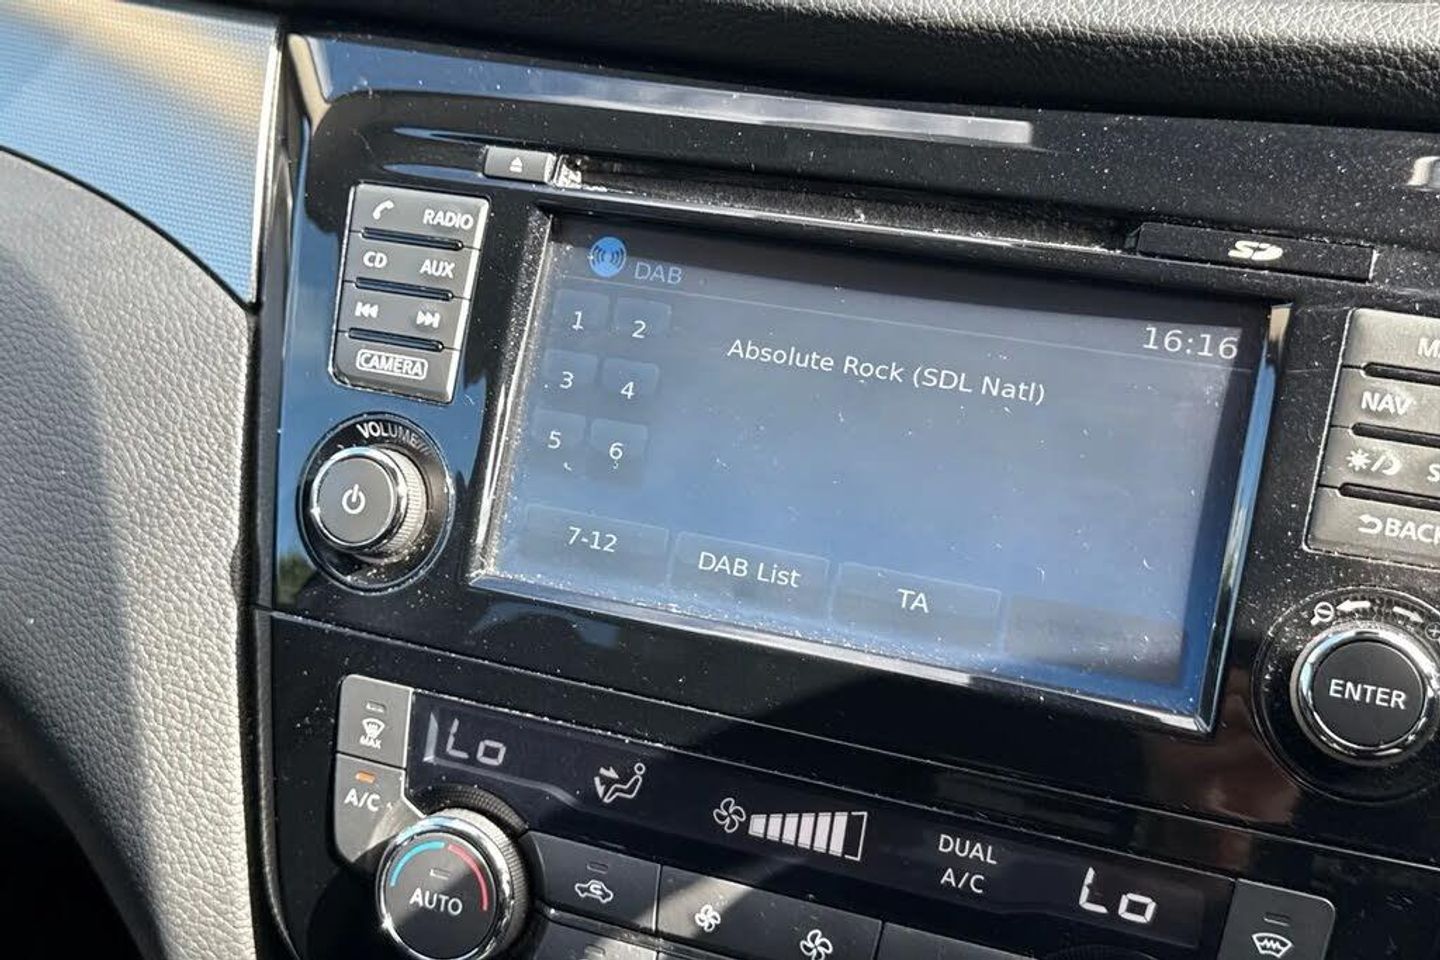 RADIO
CD AUX
CAMERA
VOLUME
DAB
16:16
Absolute Rock (SDL Natl)
1 2
3 4
5 6
7-12 DAB List TA
SD
NAV
BACK
ENTER
MAX
A/C
Lo
AUTO
DUAL
A/C
Lo